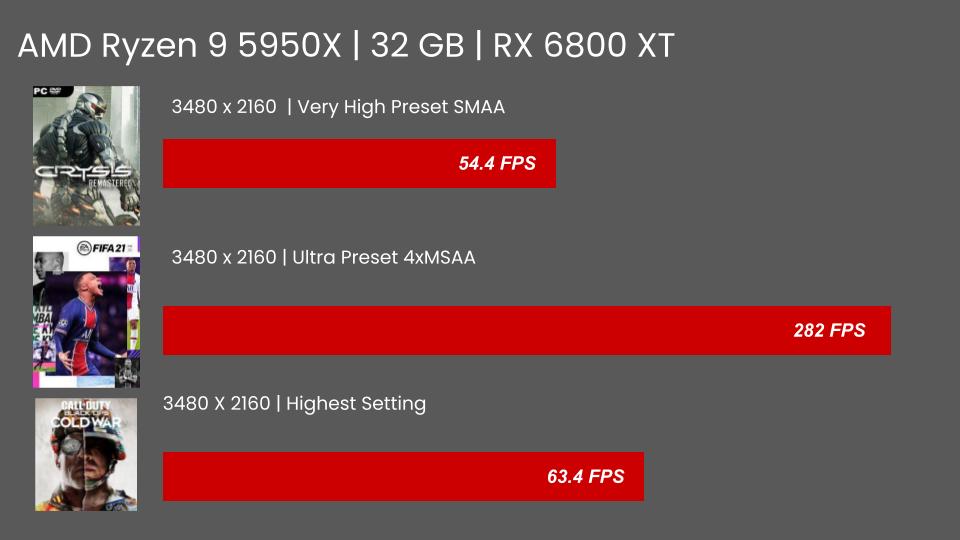 AMD Ryzen 9 5950X | 32 GB | RX 6800 XT
PC DVD
3480 x 2160 | Very High Preset SMAA
54.4 FPS
CRYSIS
REMASTERED
FIFA 21
3480 x 2160 | Ultra Preset 4xMSAA
282 FPS
3480 X 2160 | Highest Setting
CALL OF DUTY
BLACK OPS
COLD WAR
63.4 FPS